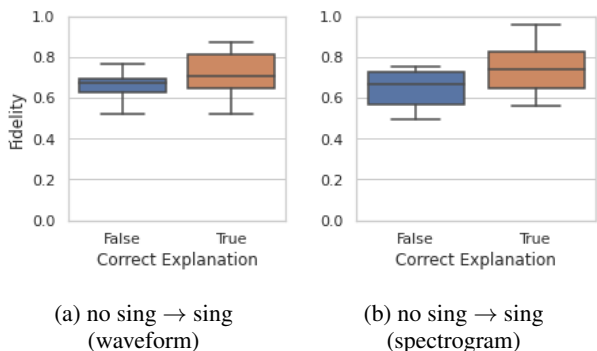 1.0
0.8
0.6
0.4
0.2
0.0
Fidelity
False True
Correct Explanation
(a) no sing → sing
(waveform)
1.0
0.8
0.6
0.4
0.2
0.0
False True
Correct Explanation
(b) no sing → sing
(spectrogram)